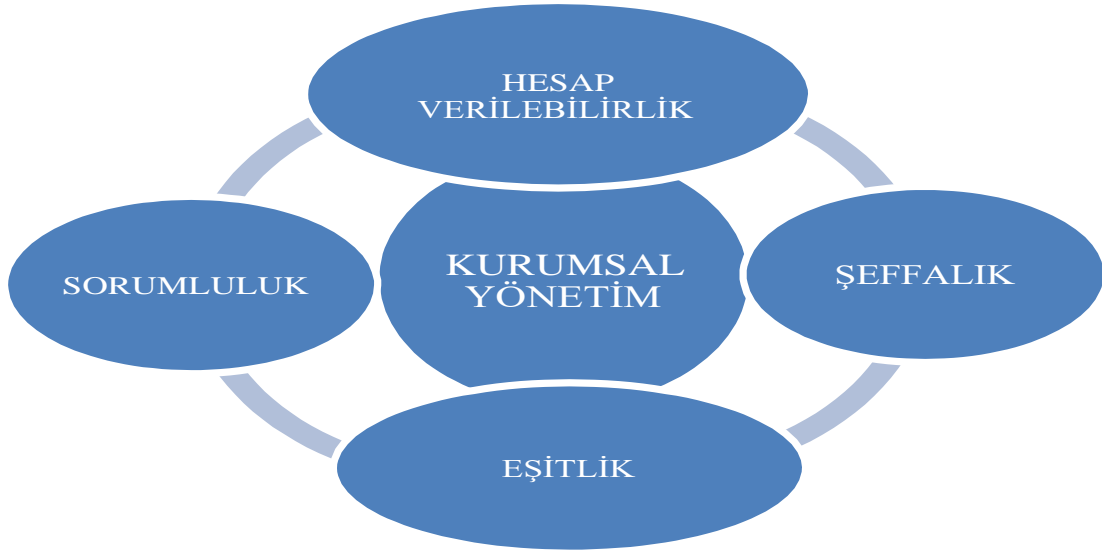 HESAP
VERİLEBİLİRLİK
SORUMLULUK
KURUMSAL
YÖNETİM
ŞEFFALIK
EŞİTLİK